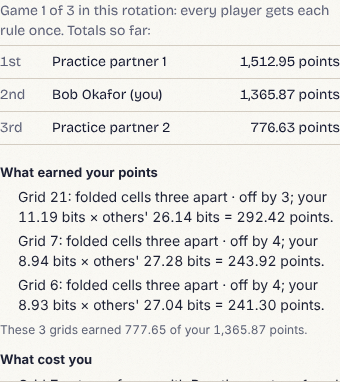 Game 1 of 3 in this rotation: every player gets each
rule once. Totals so far:
1st Practice partner 1 1,512.95 points
2nd Bob Okafor (you) 1,365.87 points
3rd Practice partner 2 776.63 points
What earned your points
Grid 21: folded cells three apart · off by 3; your
11.19 bits × others' 26.14 bits = 292.42 points.
Grid 7: folded cells three apart · off by 4; your
8.94 bits × others' 27.28 bits = 243.92 points.
Grid 6: folded cells three apart · off by 4; your
8.93 bits × others' 27.04 bits = 241.30 points.
These 3 grids earned 777.65 of your 1,365.87 points.
What cost you